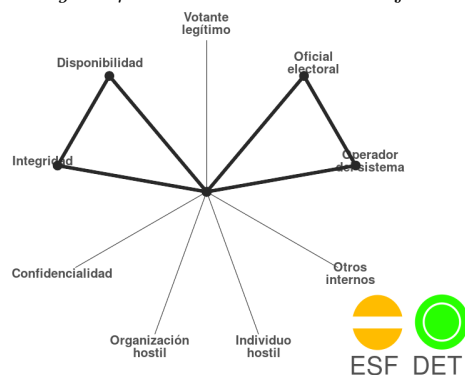 Votante
legítimo
Disponibilidad
Oficial
electoral
Integridad
Operador
del sistema
Confidencialidad
Otros
internos
Organización
hostil
Individuo
hostil
ESF DET